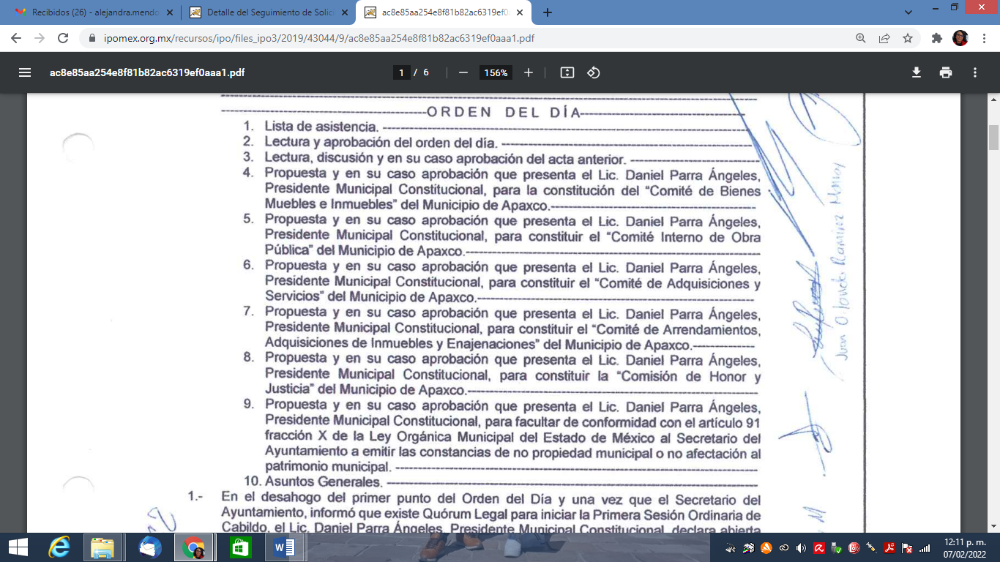 Recibidos (26) - alejandra.mendo
Detalle del Seguimiento de Solic
ac8e85aa254e8f81b82ac6319ef0a
ipomex.org.mx/recursos/ipo/files_ipo3/2019/43044/9/ac8e85aa254e8f81b82ac6319ef0aaa1.pdf
ac8e85aa254e8f81b82ac6319ef0aaa1.pdf
1 / 6
156%
ORDEN DEL DÍA
1. Lista de asistencia.
2. Lectura y aprobación del orden del día.
3. Lectura, discusión y en su caso aprobación del acta anterior.
4. Propuesta y en su caso aprobación que presenta el Lic. Daniel Parra Ángeles,
Presidente Municipal Constitucional, para la constitución del "Comité de Bienes
Muebles e Inmuebles" del Municipio de Apaxco.
5. Propuesta y en su caso aprobación que presenta el Lic. Daniel Parra Ángeles,
Presidente Municipal Constitucional, para constituir el "Comité Interno de Obra
Pública" del Municipio de Apaxco.
6. Propuesta y en su caso aprobación que presenta el Lic. Daniel Parra Ángeles,
Presidente Municipal Constitucional, para constituir el "Comité de Adquisiciones y
Servicios" del Municipio de Apaxco.
7. Propuesta y en su caso aprobación que presenta el Lic. Daniel Parra Ángeles,
Presidente Municipal Constitucional, para constituir el "Comité de Arrendamientos,
Adquisiciones de Inmuebles y Enajenaciones" del Municipio de Apaxco.
8. Propuesta y en su caso aprobación que presenta el Lic. Daniel Parra Ángeles,
Presidente Municipal Constitucional, para constituir la "Comisión de Honor y
Justicia" del Municipio de Apaxco.
9. Propuesta y en su caso aprobación que presenta el Lic. Daniel Parra Ángeles,
Presidente Municipal Constitucional, para facultar de conformidad con el artículo 91
fracción X de la Ley Orgánica Municipal del Estado de México al Secretario del
Ayuntamiento a emitir las constancias de no propiedad municipal o no afectación al
patrimonio municipal.
10. Asuntos Generales.
1.- En el desahogo del primer punto del Orden del Día y una vez que el Secretario del
Ayuntamiento, informó que existe Quórum Legal para iniciar la Primera Sesión Ordinaria de
Cabildo, el Lic. Daniel Parra Ángeles, Presidente Municipal Constitucional, declara abierta
Juan Ramirez
12:11 p. m.
07/02/2022